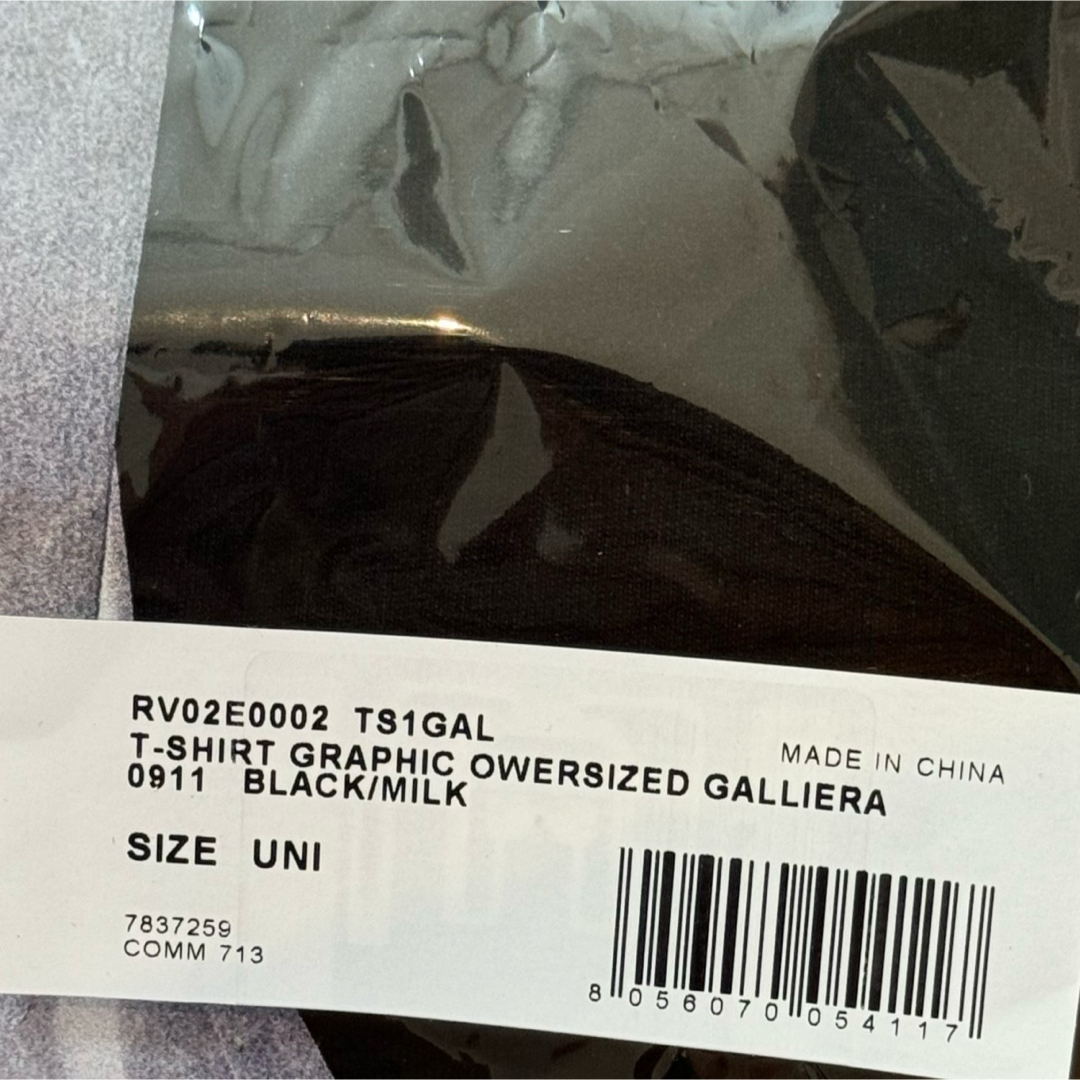 RV02E0002 TS1GAL
T-SHIRT GRAPHIC OWERSIZED GALLIERA
0911 BLACK/MILK
MADE IN CHINA
SIZE UNI
7837259
COMM 713
8 056070 054117